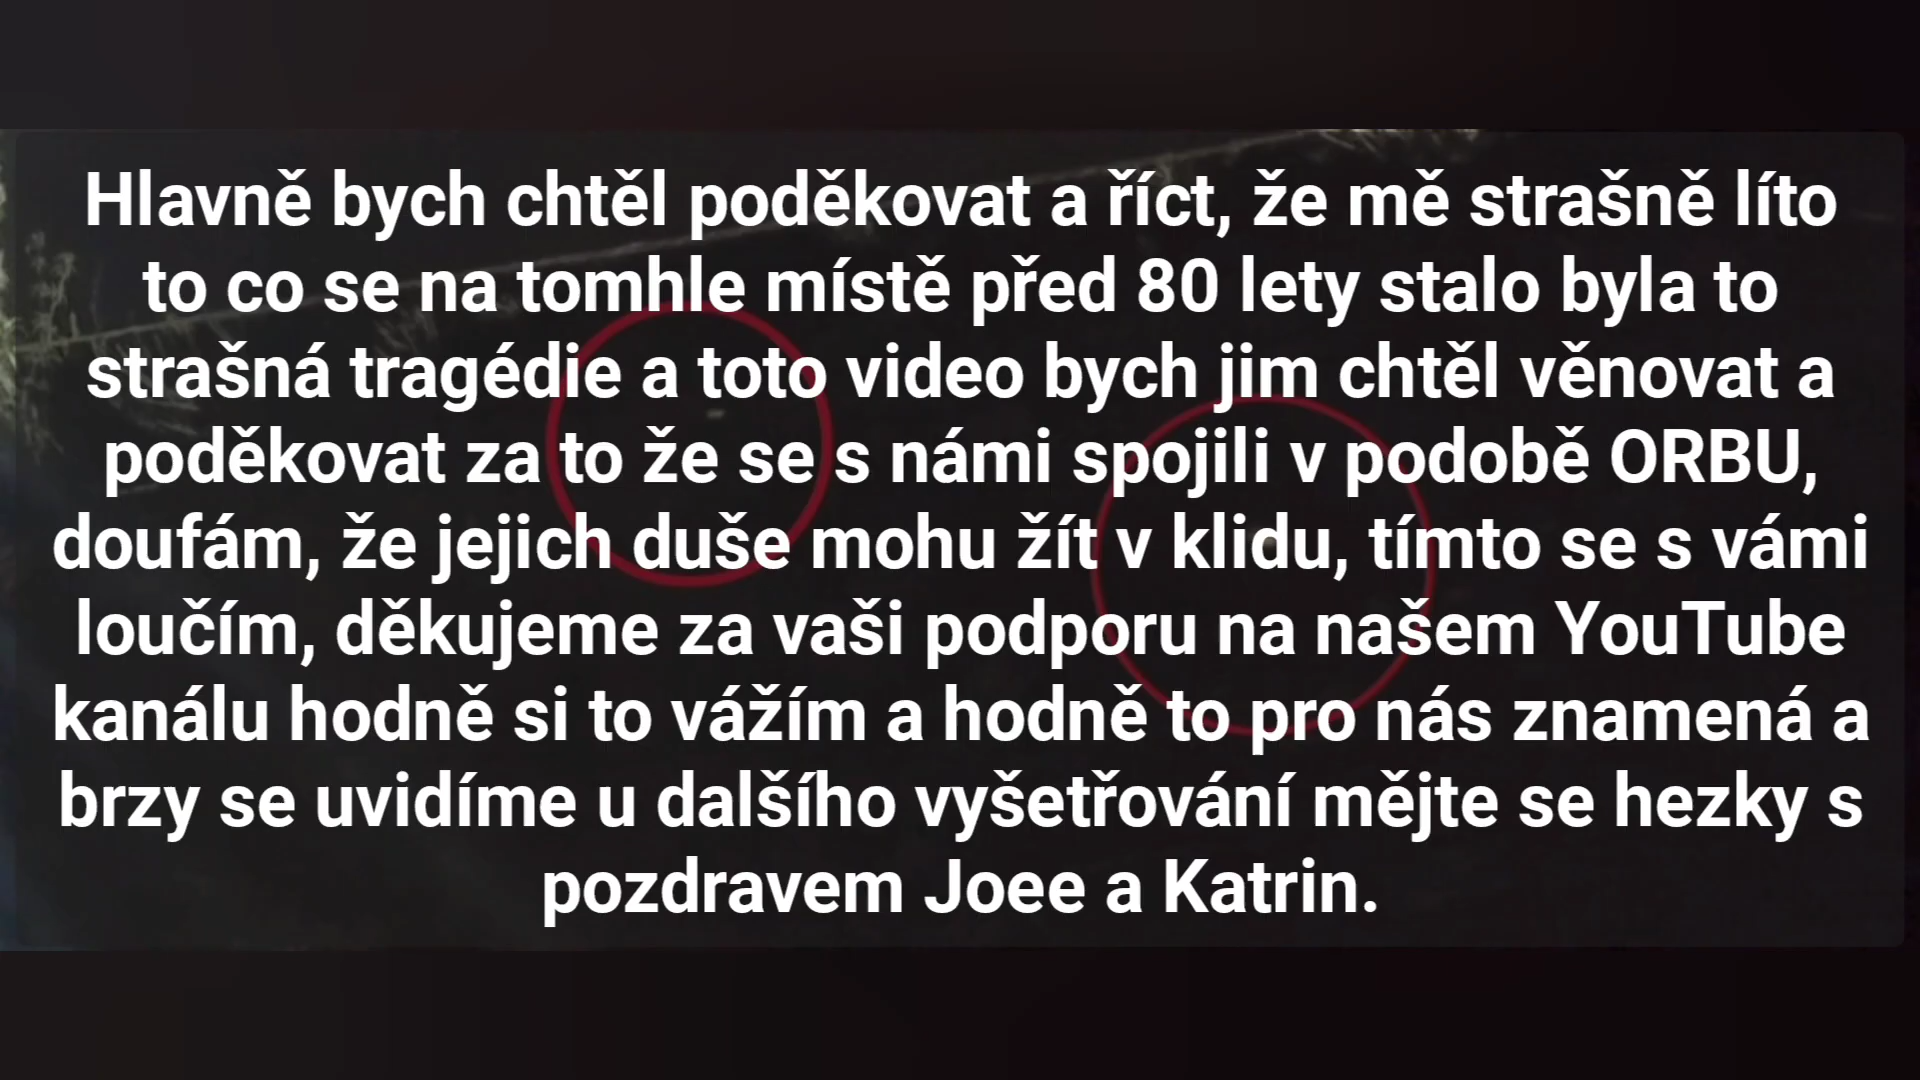 Hlavně bych chtěl poděkovat a říct, že mě strašně líto
to co se na tomhle místě před 80 lety stalo byla to
strašná tragédie a toto video bych jim chtěl věnovat a
poděkovat za to že se s námi spojili v podobě ORBU,
doufám, že jejich duše mohu žít v klidu, tímto se s vámi
loučím, děkujeme za vaši podporu na našem YouTube
kanálu hodně si to vážím a hodně to pro nás znamená a
brzy se uvidíme u dalšího vyšetřování mějte se hezky s
pozdravem Joee a Katrin.